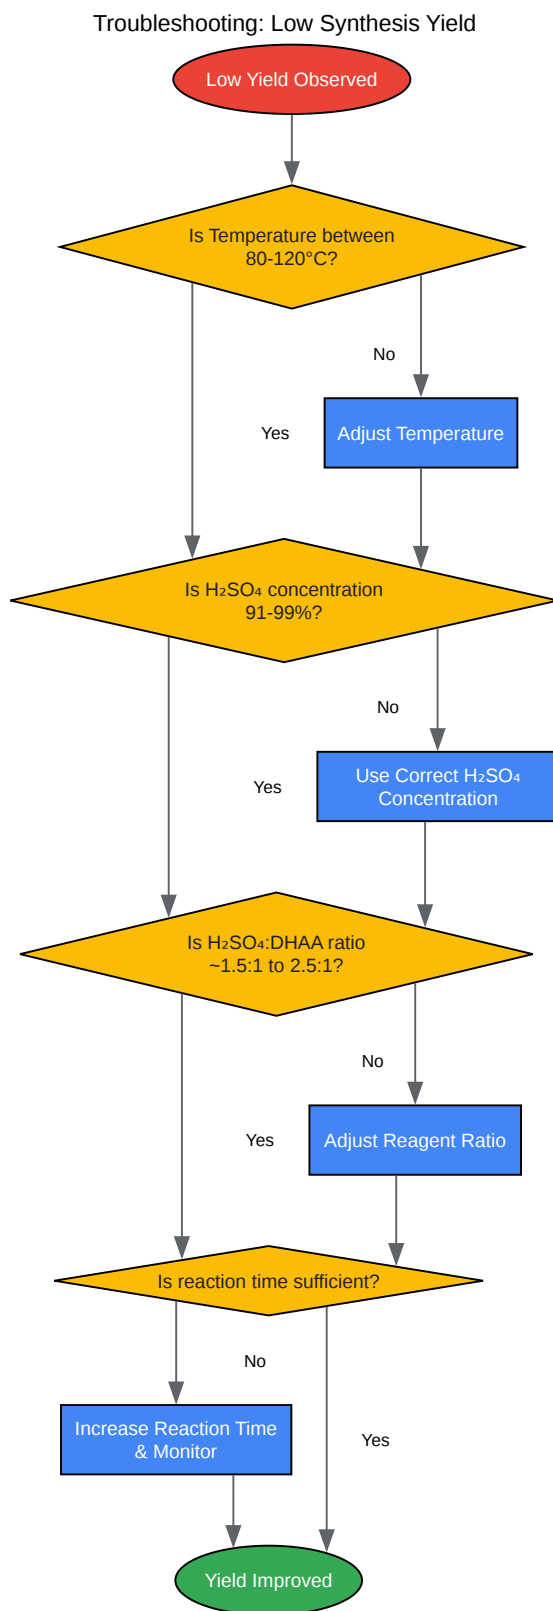 Troubleshooting: Low Synthesis Yield
Low Yield Observed
Is Temperature between
80-120°C?
No
Yes
Adjust Temperature
Is H₂SO₄ concentration
91-99%?
No
Yes
Use Correct H₂SO₄
Concentration
Is H₂SO₄:DHAA ratio
~1.5:1 to 2.5:1?
No
Yes
Adjust Reagent Ratio
Is reaction time sufficient?
No
Increase Reaction Time
& Monitor
Yes
Yield Improved